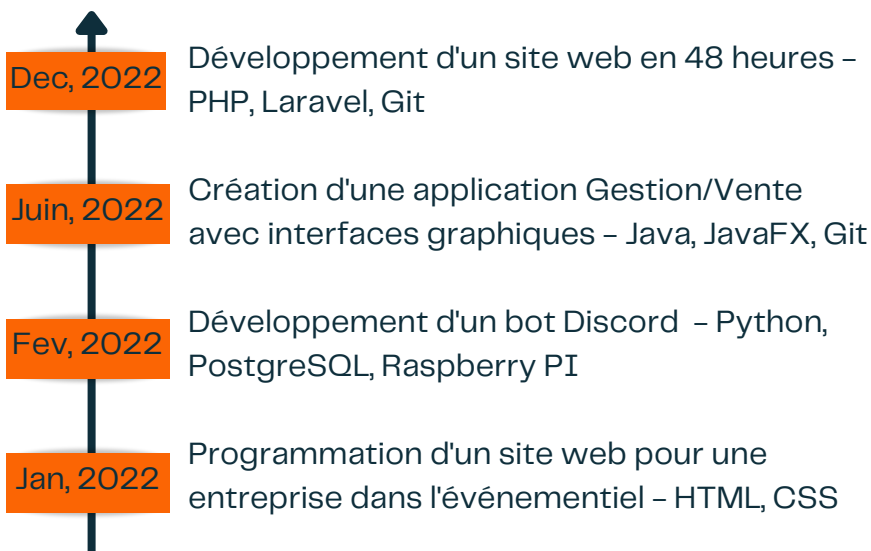 Dec, 2022
Développement d'un site web en 48 heures –
PHP, Laravel, Git
Juin, 2022
Création d'une application Gestion/Vente
avec interfaces graphiques – Java, JavaFX, Git
Fev, 2022
Développement d'un bot Discord – Python,
PostgreSQL, Raspberry PI
Jan, 2022
Programmation d'un site web pour une
entreprise dans l'événementiel – HTML, CSS